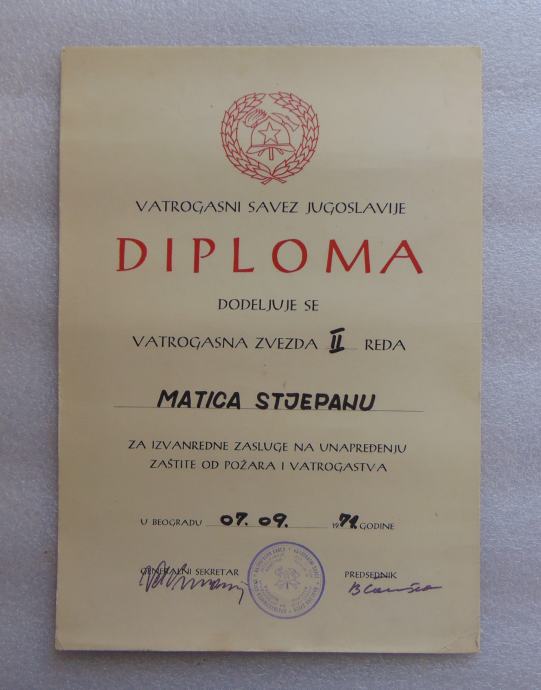 VATROGASNI SAVEZ JUGOSLAVIJE
DIPLOMA
DODELJUJE SE
VATROGASNA ZVEZDA II REDA
MATICA STJEPANU
ZA IZVANREDNE ZASLUGE NA UNAPREĐENJU
ZAŠTITE OD POŽARA I VATROGASTVA
U BEOGRADU 07.09. 1971. GODINE
GENERALNI SEKRETAR PREDSEDNIK